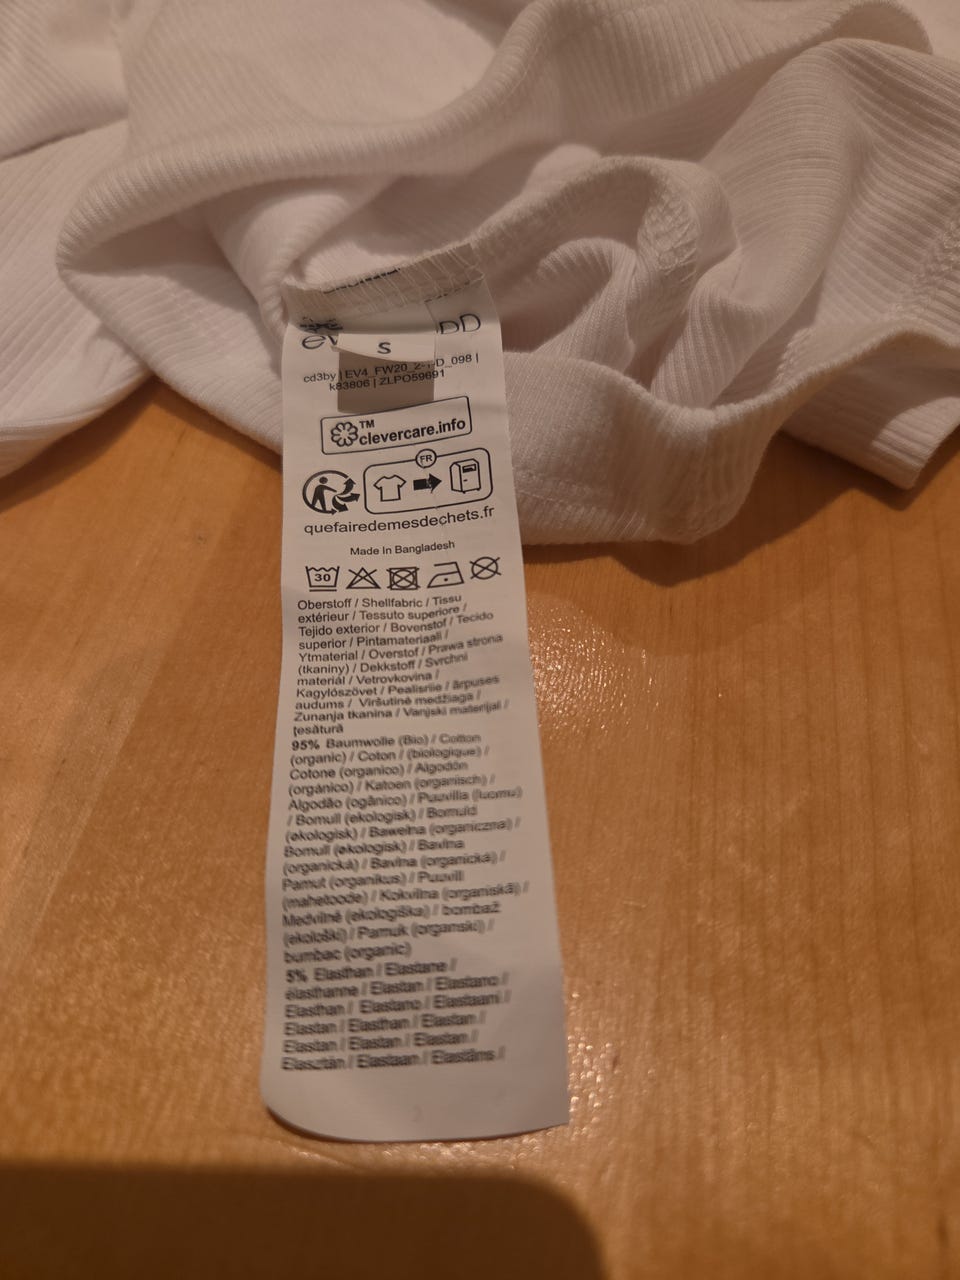 S
cd3by | EV4_FW20_Z-1-D_098 |
k83806 | ZLPO59691
TM
clevercare.info
FR
quefairedemesdechets.fr
Made In Bangladesh
30
Oberstoff / Shellfabric / Tissu
extérieur / Tessuto superiore /
Tejido exterior / Bovenstof / Tecido
superior / Pintamateriaali /
Ytmaterial / Overstof / Prawa strona
(tkaniny) / Dekkstoff / Svrchní
materiál / Vetrovkovina /
Kagylószövet / Pealisriie / ārpuses
audums / Viršutinė medžiaga /
Zunanja tkanina / Vanjski materijal /
țesătură
95% Baumwolle (Bio) / Cotton
(organic) / Coton / (biologique) /
Cotone (organico) / Algodón
(orgánico) / Katoen (organisch) /
Algodão (ogânico) / Puuvilla (luomu)
/ Bomull (ekologisk) / Bomuld
(økologisk) / Bawełna (organiczna) /
Bomull (økologisk) / Bavlna
(organická) / Bavlna (organická) /
Pamut (organikus) / Puuvill
(mahetoode) / Kokvilna (organiskā) /
Medvilnė (ekologiška) / bombaž
(ekološki) / Pamuk (organski) /
bumbac (organic)
5% Elasthan / Elastane /
élasthanne / Elastan / Elastano /
Elasthan / Elastano / Elastaani /
Elastan / Elasthan / Elastan /
Elastan / Elastan / Elastan /
Elasztán / Elastaan / Elastāns /